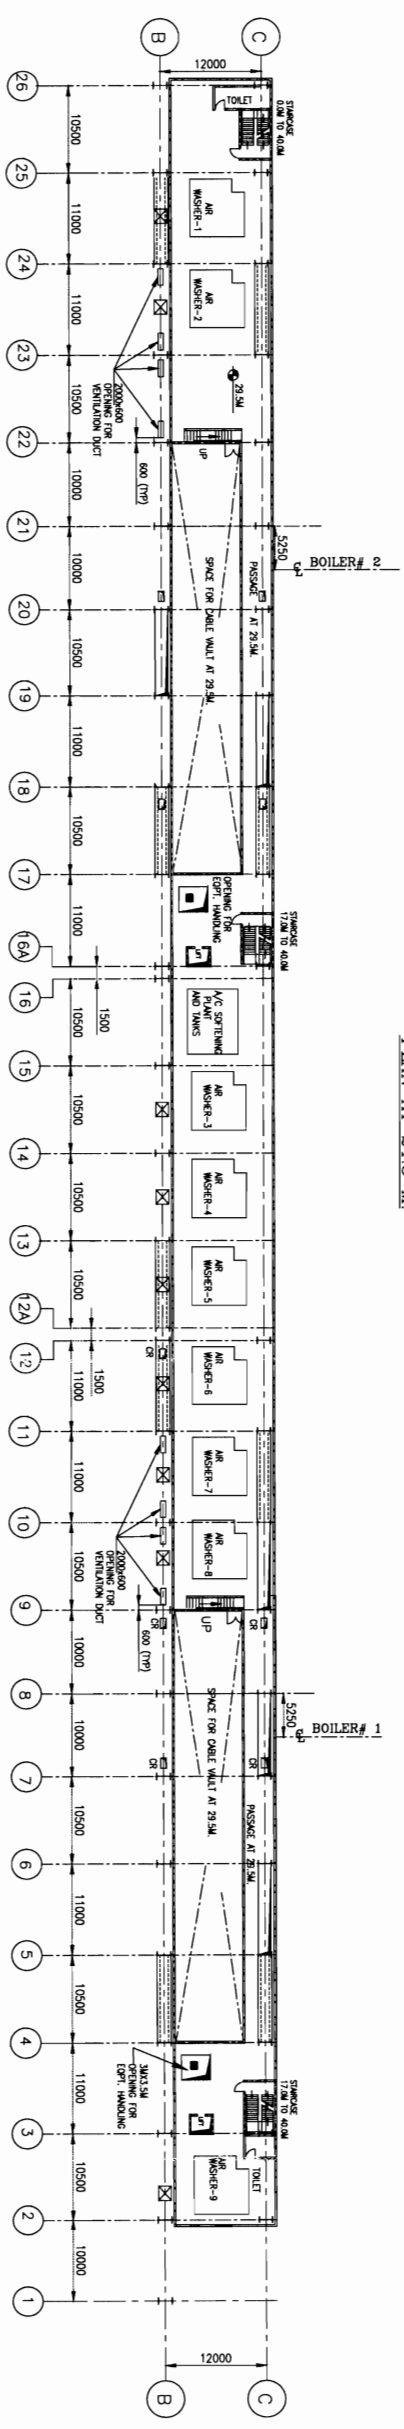 B
C
12000
26
10500
25
11000
24
11000
23
10500
22
10000
21
10000
20
10500
19
11000
18
10500
17
11000
16A
1500
16
10500
15
10500
14
10500
13
10500
12A
1500
12
11000
11
11000
10
10500
9
10000
8
10000
7
10500
6
11000
5
10500
4
11000
3
10500
2
10000
1
TOILET
STAIRCASE
0.0M TO 40.0M
AIR
WASHER-1
AIR
WASHER-2
29.5M
2000x600
OPENING FOR
VENTILATION DUCT
600 (TYP)
UP
SPACE FOR CABLE VAULT AT 29.5M.
PASSAGE AT 29.5M.
5250
BOILER# 2
OPENING FOR
EQPT. HANDLING
LIFT
STAIRCASE
17.0M TO 40.0M
A/C SOFTENING
PLANT
AND TANKS
AIR
WASHER-3
AIR
WASHER-4
AIR
WASHER-5
CR
AIR
WASHER-6
AIR
WASHER-7
AIR
WASHER-8
2000x600
OPENING FOR
VENTILATION DUCT
600 (TYP)
UP
CR
CR
CR
SPACE FOR CABLE VAULT AT 29.5M.
PASSAGE AT 29.5M.
5250
BOILER# 1
3MX3.5M
OPENING FOR
EQPT. HANDLING
LIFT
STAIRCASE
17.0M TO 40.0M
TOILET
AIR
WASHER-9
12000
B
C